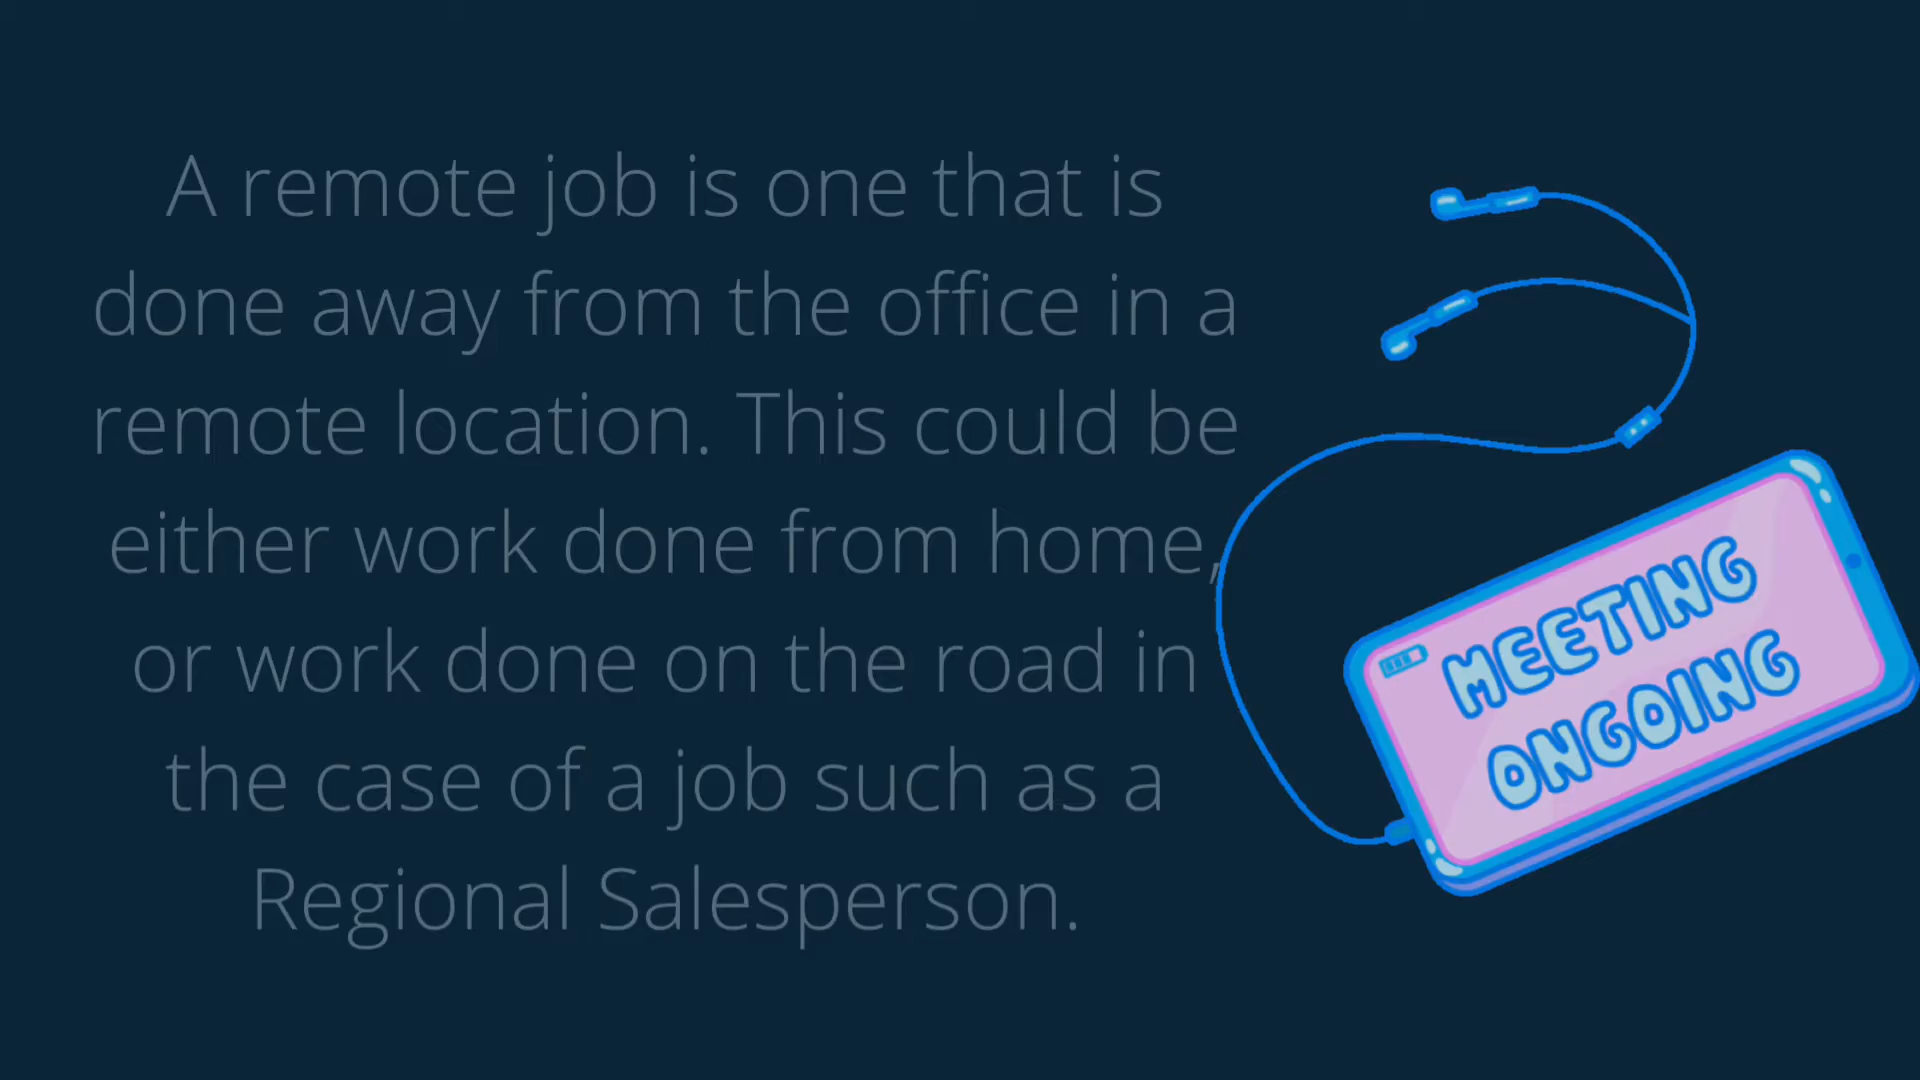 A remote job is one that is
done away from the office in a
remote location. This could be
either work done from home,
or work done on the road in
the case of a job such as a
Regional Salesperson.
MEETING
ONGOING